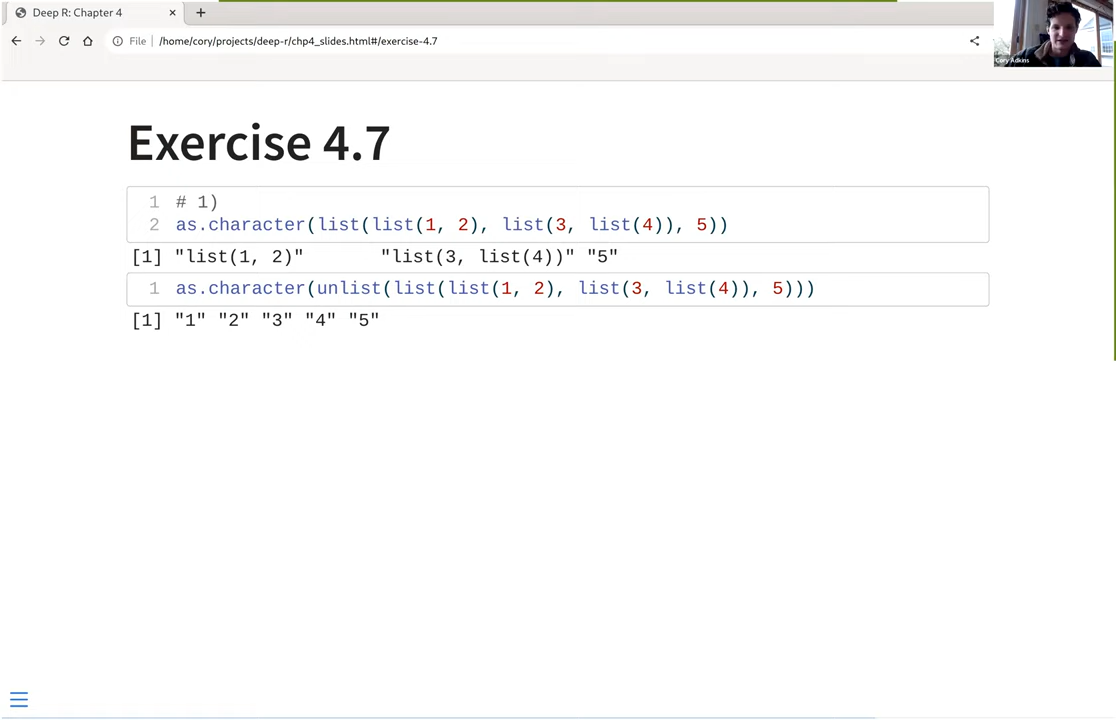 Deep R: Chapter 4
File | /home/cory/projects/deep-r/chp4_slides.html#/exercise-4.7
Cory Adkins
Exercise 4.7
1 # 1)
2 as.character(list(list(1, 2), list(3, list(4)), 5))
[1] "list(1, 2)"       "list(3, list(4))" "5"
1 as.character(unlist(list(list(1, 2), list(3, list(4)), 5)))
[1] "1" "2" "3" "4" "5"